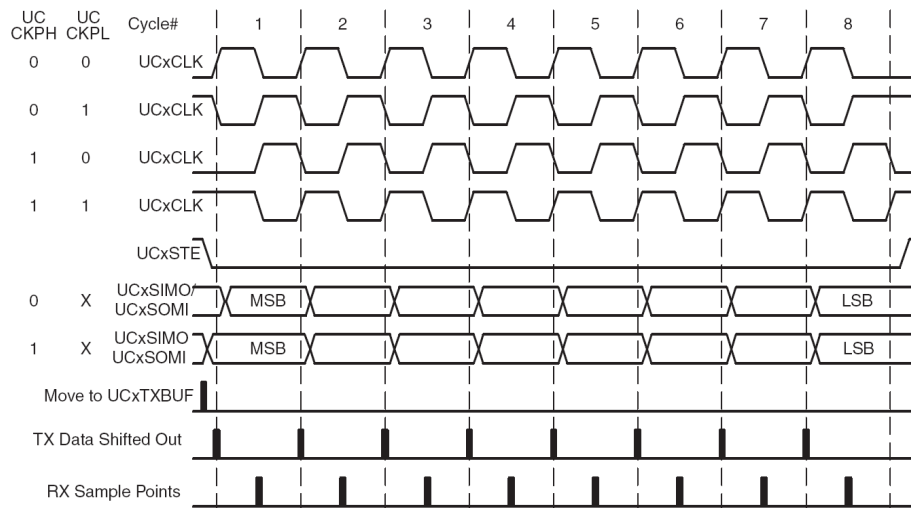 UC UC
CKPH CKPL Cycle# 1 2 3 4 5 6 7 8
0 0 UCxCLK
0 1 UCxCLK
1 0 UCxCLK
1 1 UCxCLK
UCxSTE
0 X UCxSIMO/
UCxSOMI MSB LSB
1 X UCxSIMO
UCxSOMI MSB LSB
Move to UCxTXBUF
TX Data Shifted Out
RX Sample Points